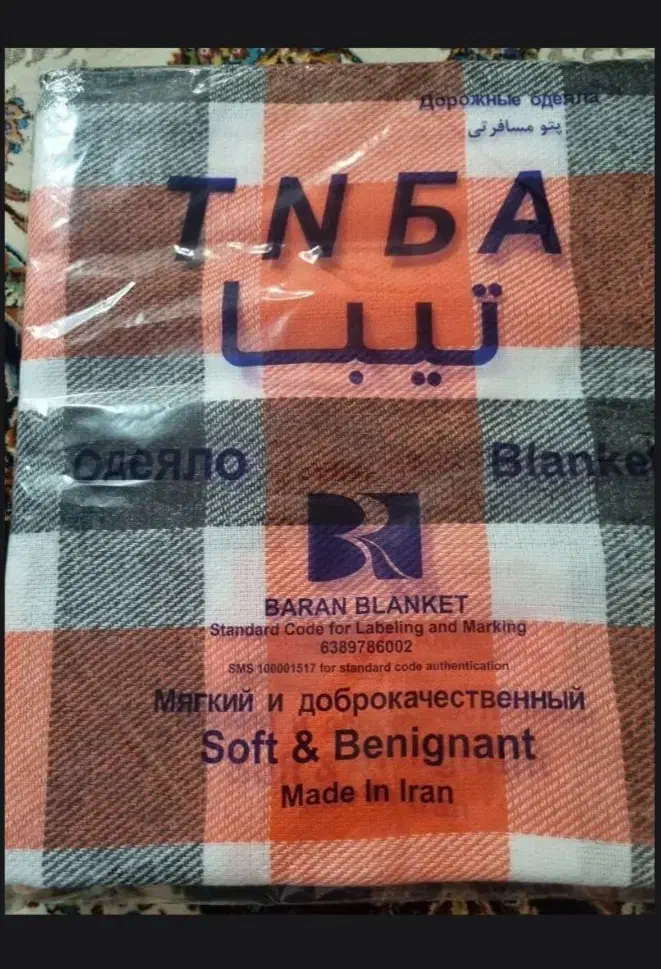 Дорожные одеяла
پتو مسافرتی
TNБA
تیبا
одеяло Blanket
BARAN BLANKET
Standard Code for Labeling and Marking
6389786002
SMS 100001517 for standard code authentication
Мягкий и доброкачественный
Soft & Benignant
Made In Iran